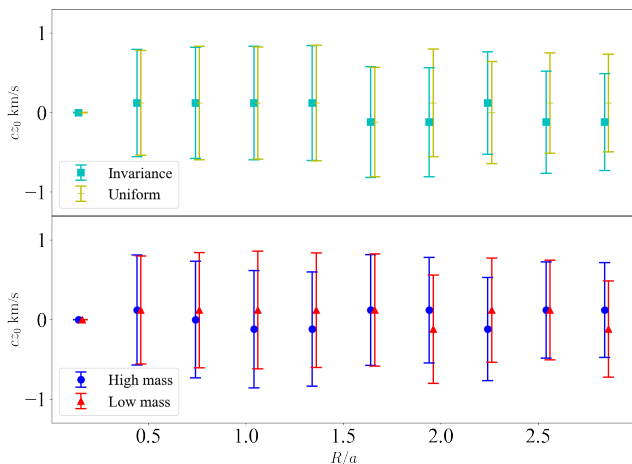 1
0
−1
cz₀ km/s
Invariance
Uniform
1
0
−1
cz₀ km/s
High mass
Low mass
0.5 1.0 1.5 2.0 2.5
R/a